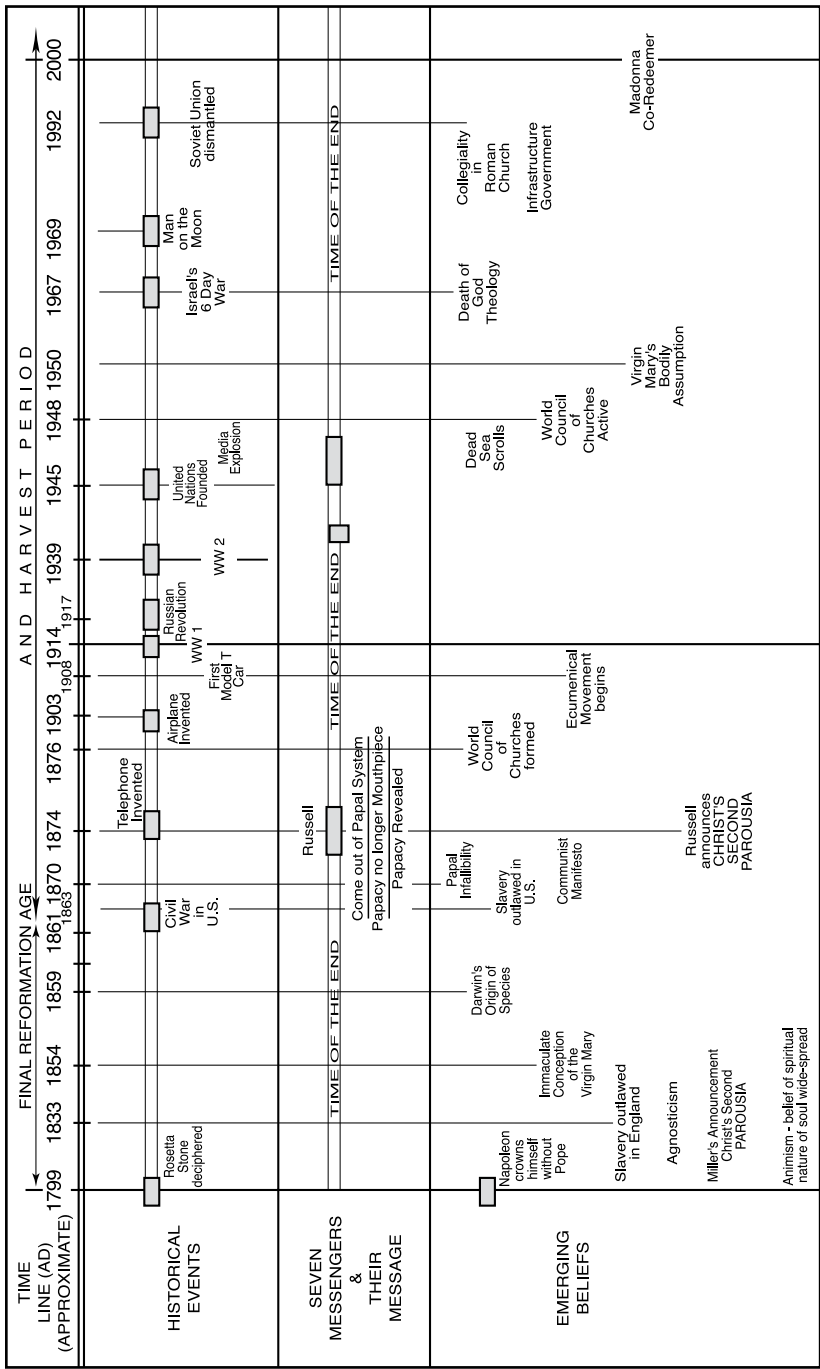 TIME
LINE (AD)
(APPROXIMATE)
FINAL REFORMATION AGE
AND HARVEST PERIOD
1799
1833
1854
1859
1861
1863
1870
1874
1876
1903
1908
1914
1917
1939
1945
1948
1950
1967
1969
1992
2000
HISTORICAL
EVENTS
Rosetta
Stone
deciphered
Civil
War
in
U.S.
Telephone
Invented
Airplane
Invented
First
Model T
Car
WW 1
Russian
Revolution
WW 2
United
Nations
Founded
Media
Explosion
Israel's
6 Day
War
Man
on the
Moon
Soviet Union
dismantled
SEVEN
MESSENGERS
&
THEIR
MESSAGE
TIME OF THE END
Russell
Come out of Papal System
Papacy no longer Mouthpiece
Papacy Revealed
TIME OF THE END
TIME OF THE END
EMERGING
BELIEFS
Napoleon
crowns
himself
without
Pope
Slavery outlawed
in England
Agnosticism
Miller's Announcement
Christ's Second
PAROUSIA
Animism - belief of spiritual
nature of soul wide-spread
Immaculate
Conception
of the
Virgin Mary
Darwin's
Origin of
Species
Papal
Infallibility
Slavery
outlawed in
U.S.
Communist
Manifesto
Russell
announces
CHRIST'S
SECOND
PAROUSIA
World
Council
of
Churches
formed
Ecumenical
Movement
begins
Dead
Sea
Scrolls
World
Council
of
Churches
Active
Virgin
Mary's
Bodily
Assumption
Death of
God
Theology
Collegiality
in
Roman
Church
Infrastructure
Government
Madonna
Co-Redeemer